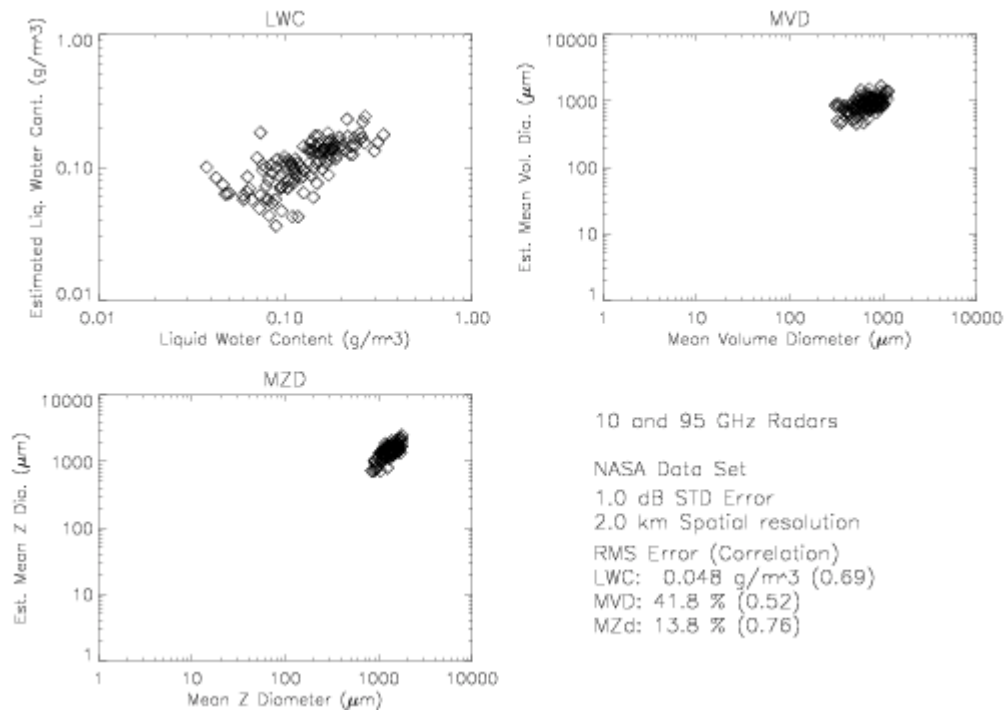 LWC
Estimated Liq. Water Cont. (g/m^3)
1.00
0.10
0.01
0.01 0.10 1.00
Liquid Water Content (g/m^3)
MVD
Est. Mean Vol. Dia. (μm)
10000
1000
100
10
1
1 10 100 1000 10000
Mean Volume Diameter (μm)
MZD
Est. Mean Z Dia. (μm)
10000
1000
100
10
1
1 10 100 1000 10000
Mean Z Diameter (μm)
10 and 95 GHz Radars
NASA Data Set
1.0 dB STD Error
2.0 km Spatial resolution
RMS Error (Correlation)
LWC: 0.048 g/m^3 (0.69)
MVD: 41.8 % (0.52)
MZd: 13.8 % (0.76)